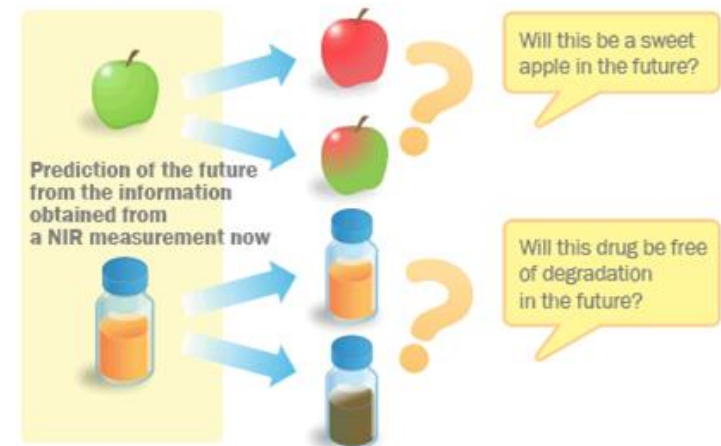 Will this be a sweet
apple in the future?
Prediction of the future
from the information
obtained from
a NIR measurement now
Will this drug be free
of degradation
in the future?